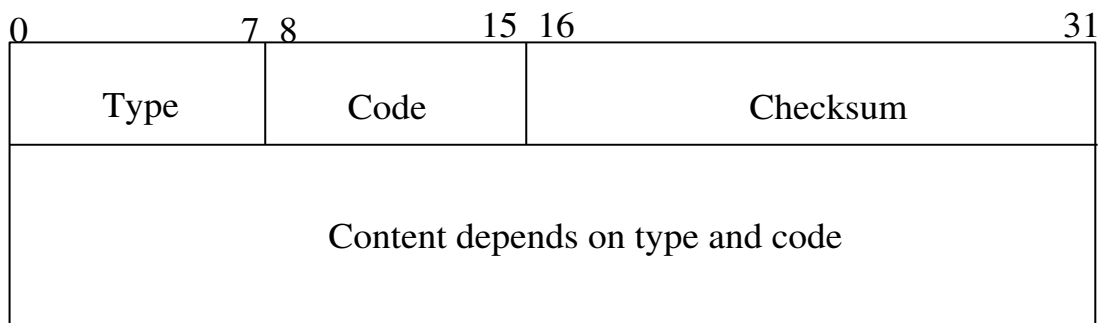 0 7 8 15 16 31
Type Code Checksum
Content depends on type and code